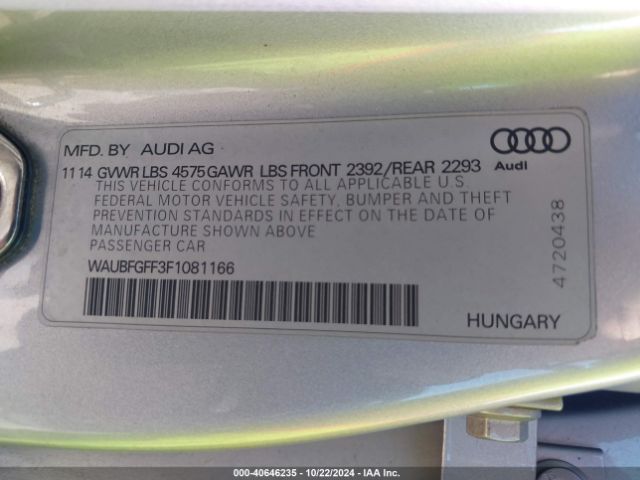 MFD. BY AUDI AG
11 14 GVWR LBS 4575 GAWR LBS FRONT 2392/REAR 2293
Audi
THIS VEHICLE CONFORMS TO ALL APPLICABLE U.S.
FEDERAL MOTOR VEHICLE SAFETY, BUMPER AND THEFT
PREVENTION STANDARDS IN EFFECT ON THE DATE OF
MANUFACTURE SHOWN ABOVE
PASSENGER CAR
WAUBFGFF3F1081166
4720438
HUNGARY
000-40646235 - 10/22/2024 - IAA Inc.